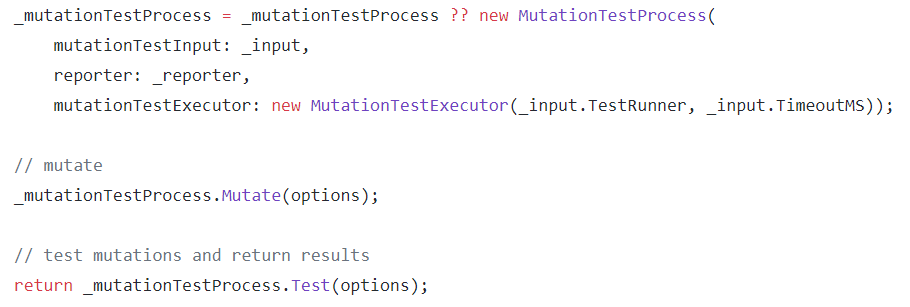 _mutationTestProcess = _mutationTestProcess ?? new MutationTestProcess(
    mutationTestInput: _input,
    reporter: _reporter,
    mutationTestExecutor: new MutationTestExecutor(_input.TestRunner, _input.TimeoutMS));

// mutate
_mutationTestProcess.Mutate(options);

// test mutations and return results
return _mutationTestProcess.Test(options);